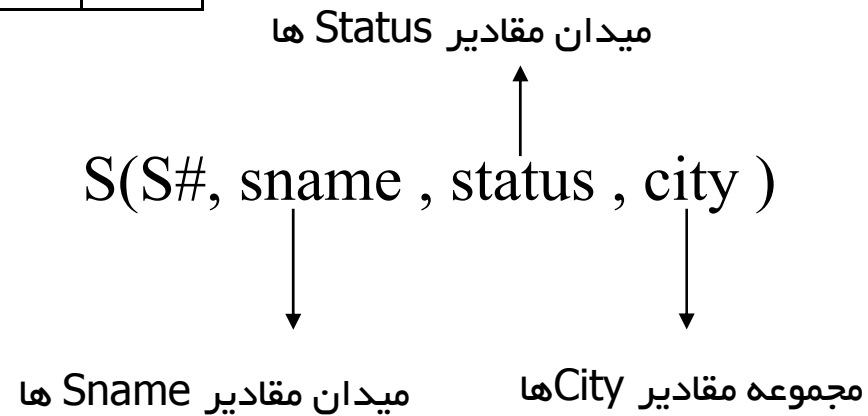 میدان مقادیر Status ها
S(S#, sname , status , city )
میدان مقادیر Sname ها
مجموعه مقادیر Cityها